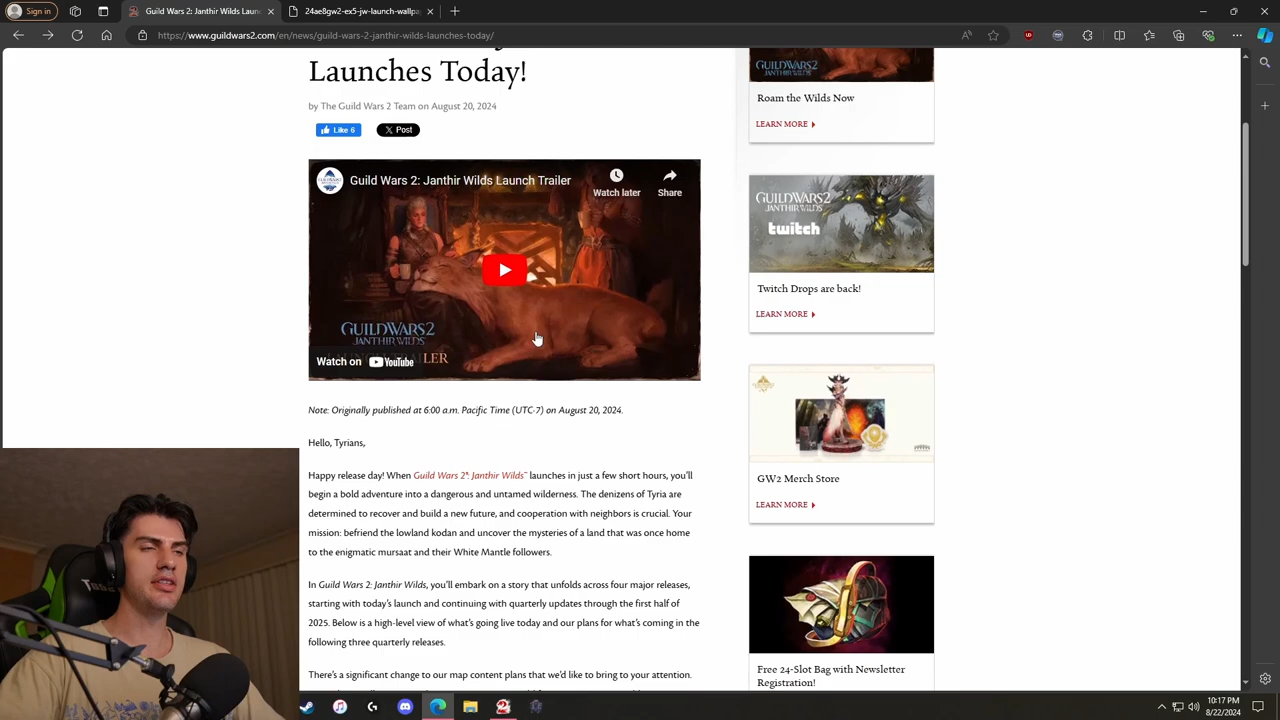 Sign in
Guild Wars 2: Janthir Wilds Laun
24ae8gw2-ex5-launch-wallpa
https://www.guildwars2.com/en/news/guild-wars-2-janthir-wilds-launches-today/
Launches Today!
by The Guild Wars 2 Team on August 20, 2024
Like 6
Post
Guild Wars 2: Janthir Wilds Launch Trailer
Watch later
Share
GUILD WARS 2
JANTHIR WILDS
Watch on YouTube
Note: Originally published at 6:00 a.m. Pacific Time (UTC-7) on August 20, 2024.
Hello, Tyrians,
Happy release day! When Guild Wars 2®: Janthir Wilds™ launches in just a few short hours, you'll
begin a bold adventure into a dangerous and untamed wilderness. The denizens of Tyria are
determined to recover and build a new future, and cooperation with neighbors is crucial. Your
mission: befriend the lowland kodan and uncover the mysteries of a land that was once home
to the enigmatic mursaat and their White Mantle followers.
In Guild Wars 2: Janthir Wilds, you'll embark on a story that unfolds across four major releases,
starting with today's launch and continuing with quarterly updates through the first half of
2025. Below is a high-level view of what's going live today and our plans for what's coming in the
following three quarterly releases.
There's a significant change to our map content plans that we'd like to bring to your attention.
GUILD WARS 2
JANTHIR WILDS
Roam the Wilds Now
LEARN MORE
GUILD WARS 2
JANTHIR WILDS
twitch
Twitch Drops are back!
LEARN MORE
GW2 Merch Store
LEARN MORE
Free 24-Slot Bag with Newsletter
Registration!
10:17 PM
8/22/2024